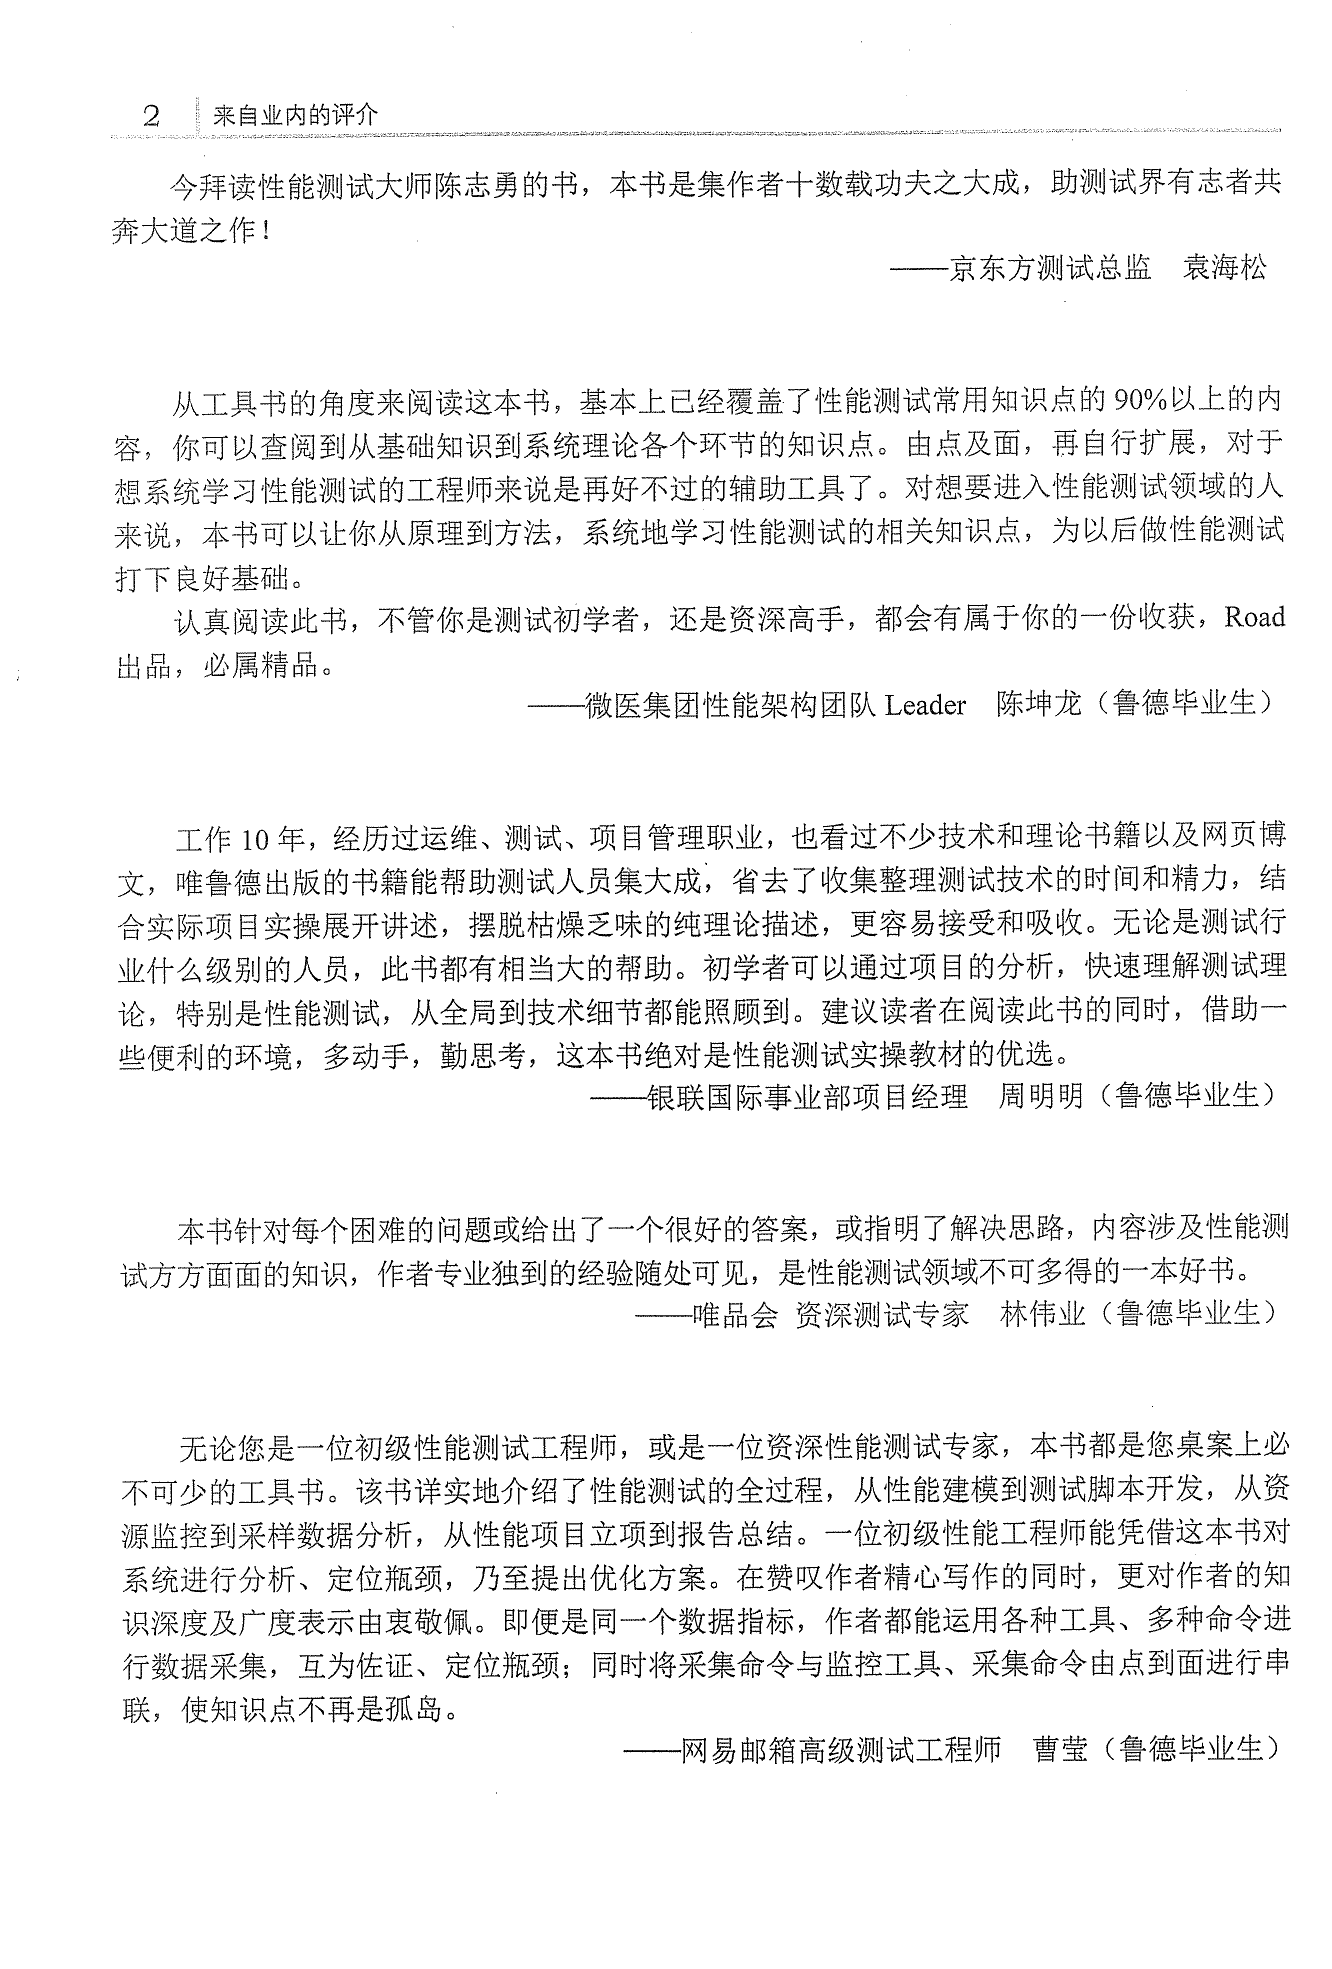 2 来自业内的评介
今拜读性能测试大师陈志勇的书，本书是集作者十数载功夫之大成，助测试界有志者共
奔大道之作！
——京东方测试总监 袁海松
从工具书的角度来阅读这本书，基本上已经覆盖了性能测试常用知识点的 90%以上的内
容，你可以查阅到从基础知识到系统理论各个环节的知识点。由点及面，再自行扩展，对于
想系统学习性能测试的工程师来说是再好不过的辅助工具了。对想要进入性能测试领域的人
来说，本书可以让你从原理到方法，系统地学习性能测试的相关知识点，为以后做性能测试
打下良好基础。
认真阅读此书，不管你是测试初学者，还是资深高手，都会有属于你的一份收获，Road
出品，必属精品。
——微医集团性能架构团队 Leader 陈坤龙（鲁德毕业生）
工作 10 年，经历过运维、测试、项目管理职业，也看过不少技术和理论书籍以及网页博
文，唯鲁德出版的书籍能帮助测试人员集大成，省去了收集整理测试技术的时间和精力，结
合实际项目实操展开讲述，摆脱枯燥乏味的纯理论描述，更容易接受和吸收。无论是测试行
业什么级别的人员，此书都有相当大的帮助。初学者可以通过项目的分析，快速理解测试理
论，特别是性能测试，从全局到技术细节都能照顾到。建议读者在阅读此书的同时，借助一
些便利的环境，多动手，勤思考，这本书绝对是性能测试实操教材的优选。
——银联国际事业部项目经理 周明明（鲁德毕业生）
本书针对每个困难的问题或给出了一个很好的答案，或指明了解决思路，内容涉及性能测
试方方面面的知识，作者专业独到的经验随处可见，是性能测试领域不可多得的一本好书。
——唯品会 资深测试专家 林伟业（鲁德毕业生）
无论您是一位初级性能测试工程师，或是一位资深性能测试专家，本书都是您桌案上必
不可少的工具书。该书详实地介绍了性能测试的全过程，从性能建模到测试脚本开发，从资
源监控到采样数据分析，从性能项目立项到报告总结。一位初级性能工程师能凭借这本书对
系统进行分析、定位瓶颈，乃至提出优化方案。在赞叹作者精心写作的同时，更对作者的知
识深度及广度表示由衷敬佩。即便是同一个数据指标，作者都能运用各种工具、多种命令进
行数据采集，互为佐证、定位瓶颈；同时将采集命令与监控工具、采集命令由点到面进行串
联，使知识点不再是孤岛。
——网易邮箱高级测试工程师 曹莹（鲁德毕业生）